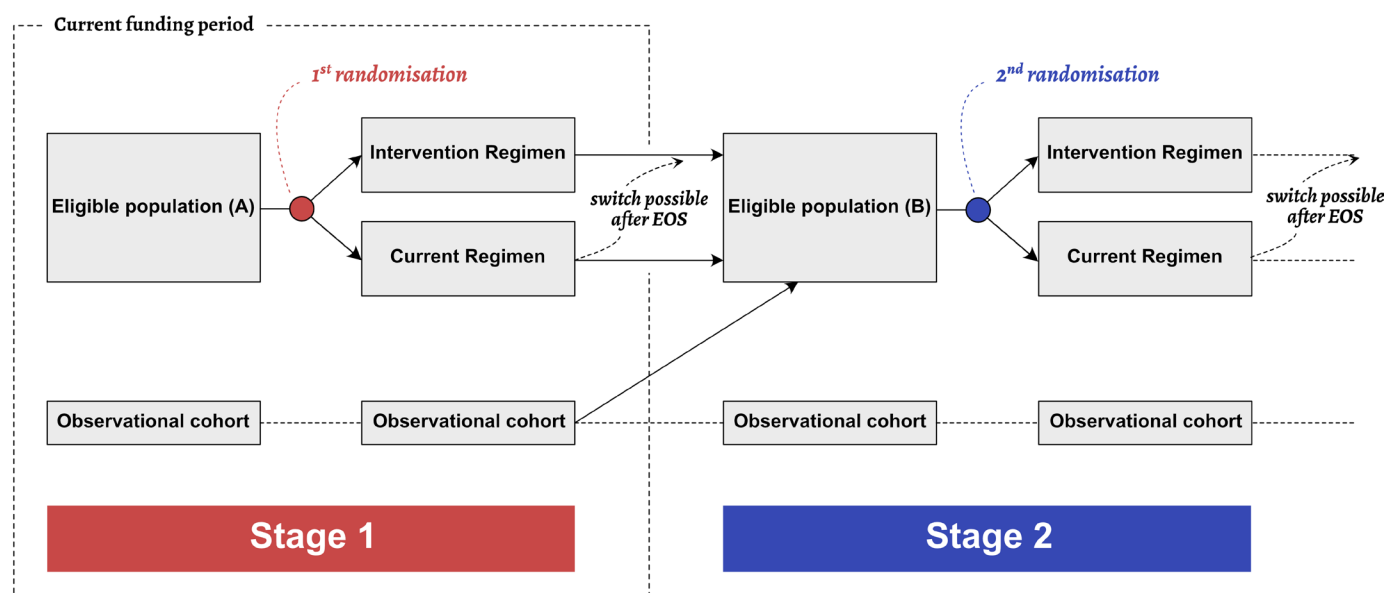 Current funding period
1st randomisation
2nd randomisation
Eligible population (A)
Intervention Regimen
Current Regimen
switch possible
after EOS
Eligible population (B)
Intervention Regimen
Current Regimen
switch possible
after EOS
Observational cohort
Observational cohort
Observational cohort
Observational cohort
Stage 1
Stage 2